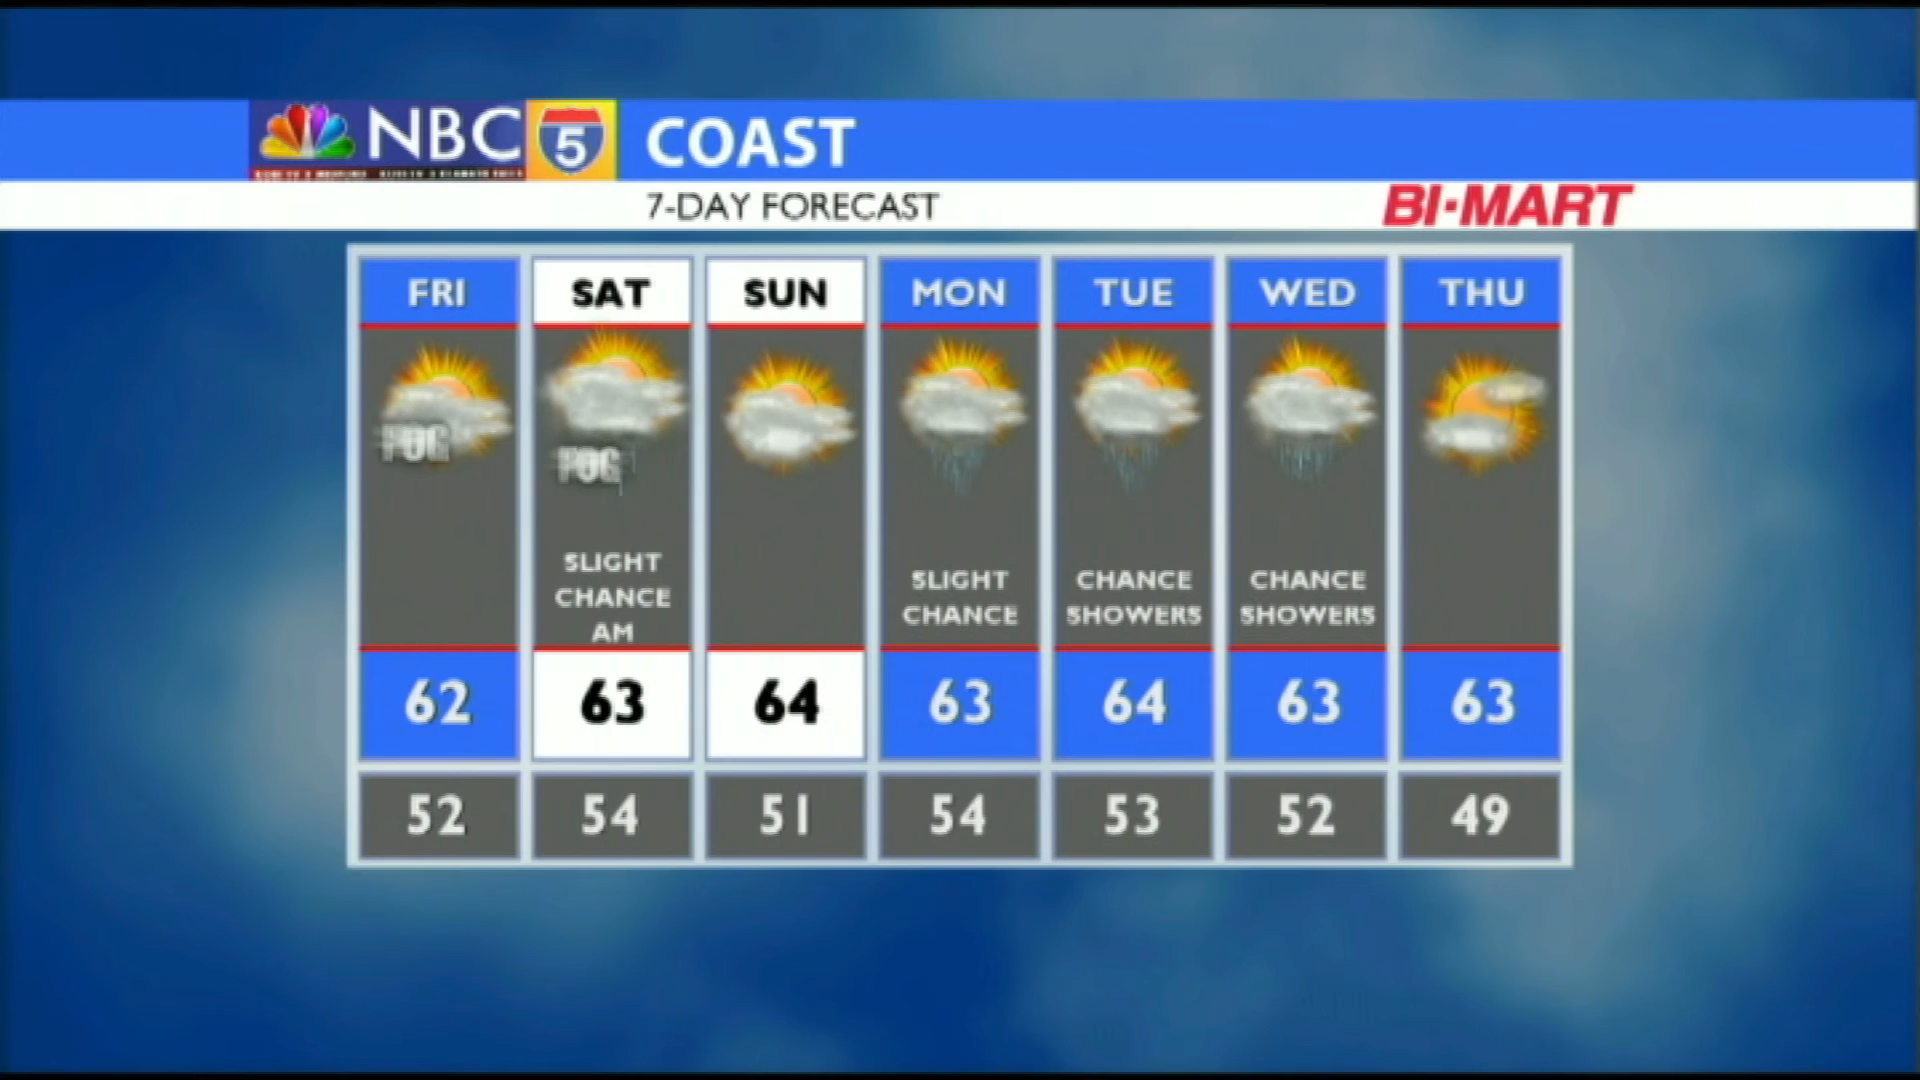 NBC 5 COAST
7-DAY FORECAST
BI-MART
FRI SAT SUN MON TUE WED THU
FOG
FOG
SLIGHT
CHANCE
AM
SLIGHT
CHANCE
CHANCE
SHOWERS
CHANCE
SHOWERS
62 63 64 63 64 63 63
52 54 51 54 53 52 49